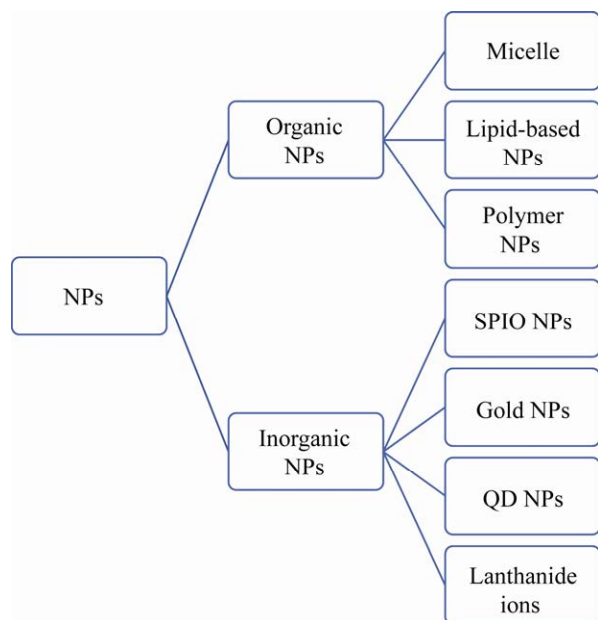 NPs
Organic
NPs
Micelle
Lipid-based
NPs
Polymer
NPs
Inorganic
NPs
SPIO NPs
Gold NPs
QD NPs
Lanthanide
ions